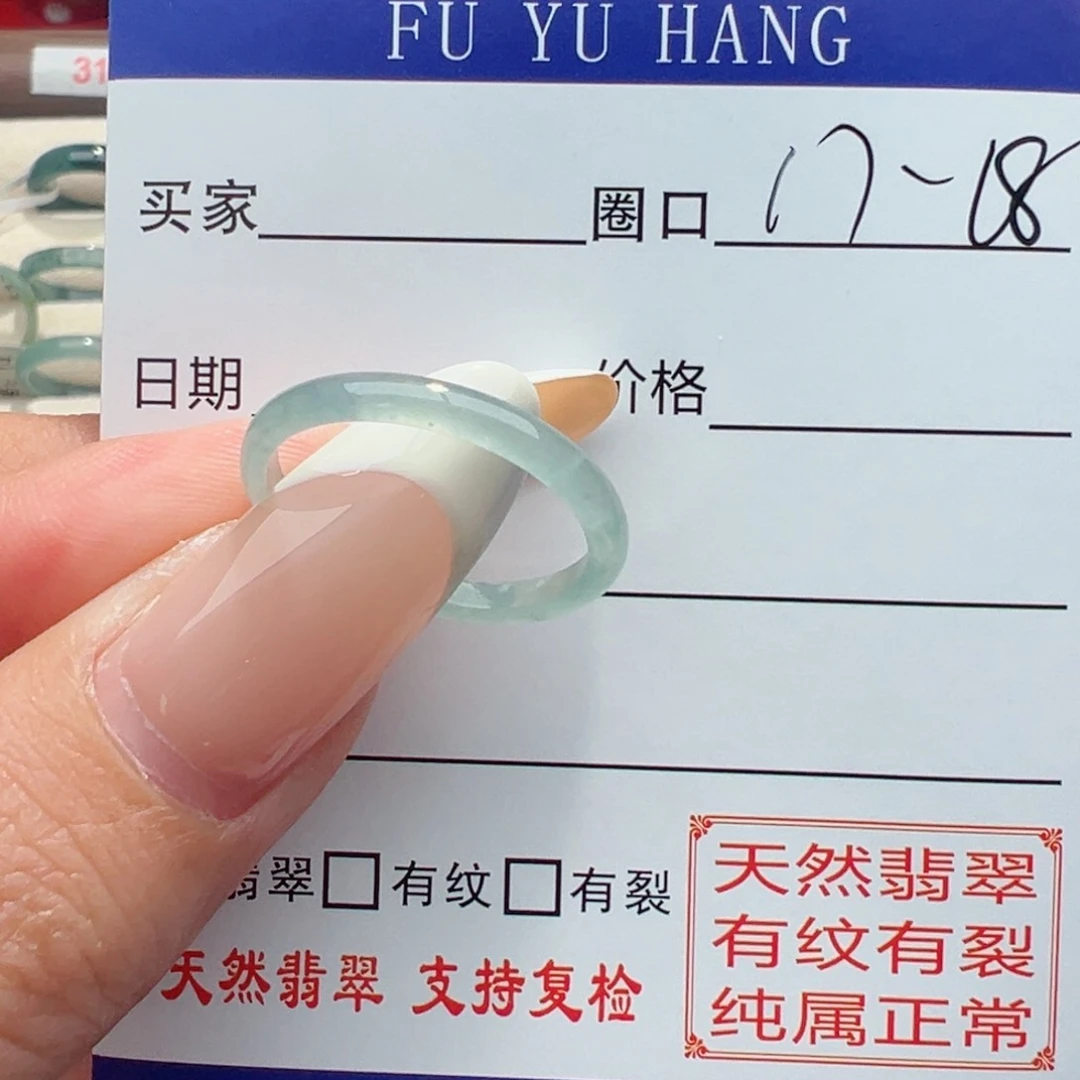 FU YU HANG
31
买家 圈口 17-18
日期 价格
翡翠 有纹 有裂
天然翡翠 支持复检
天然翡翠
有纹有裂
纯属正常